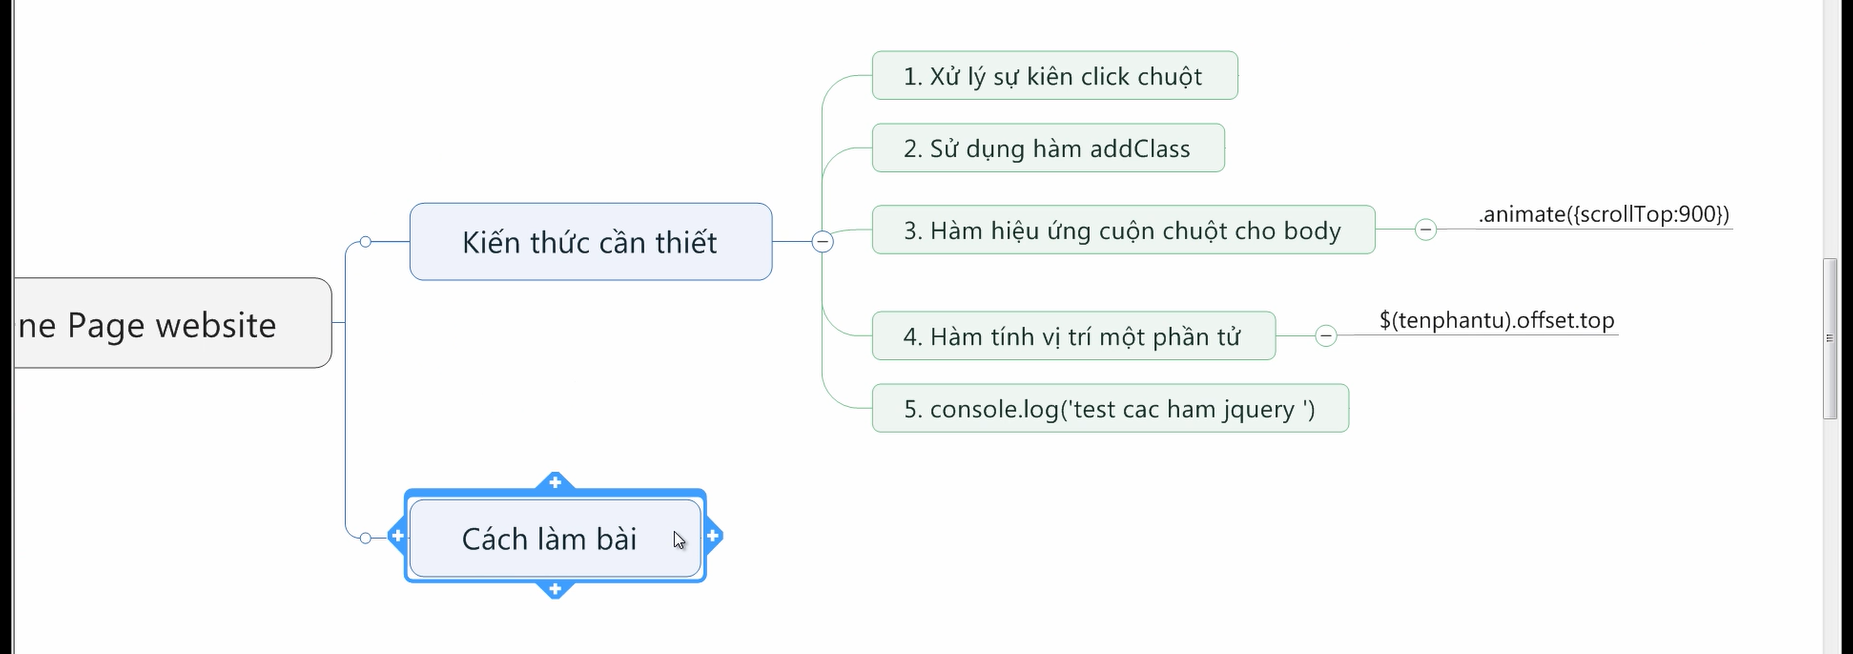 ne Page website
Kiến thức cần thiết
1. Xử lý sự kiên click chuột
2. Sử dụng hàm addClass
3. Hàm hiệu ứng cuộn chuột cho body
.animate({scrollTop:900})
4. Hàm tính vị trí một phần tử
$(tenphantu).offset.top
5. console.log('test cac ham jquery ')
Cách làm bài